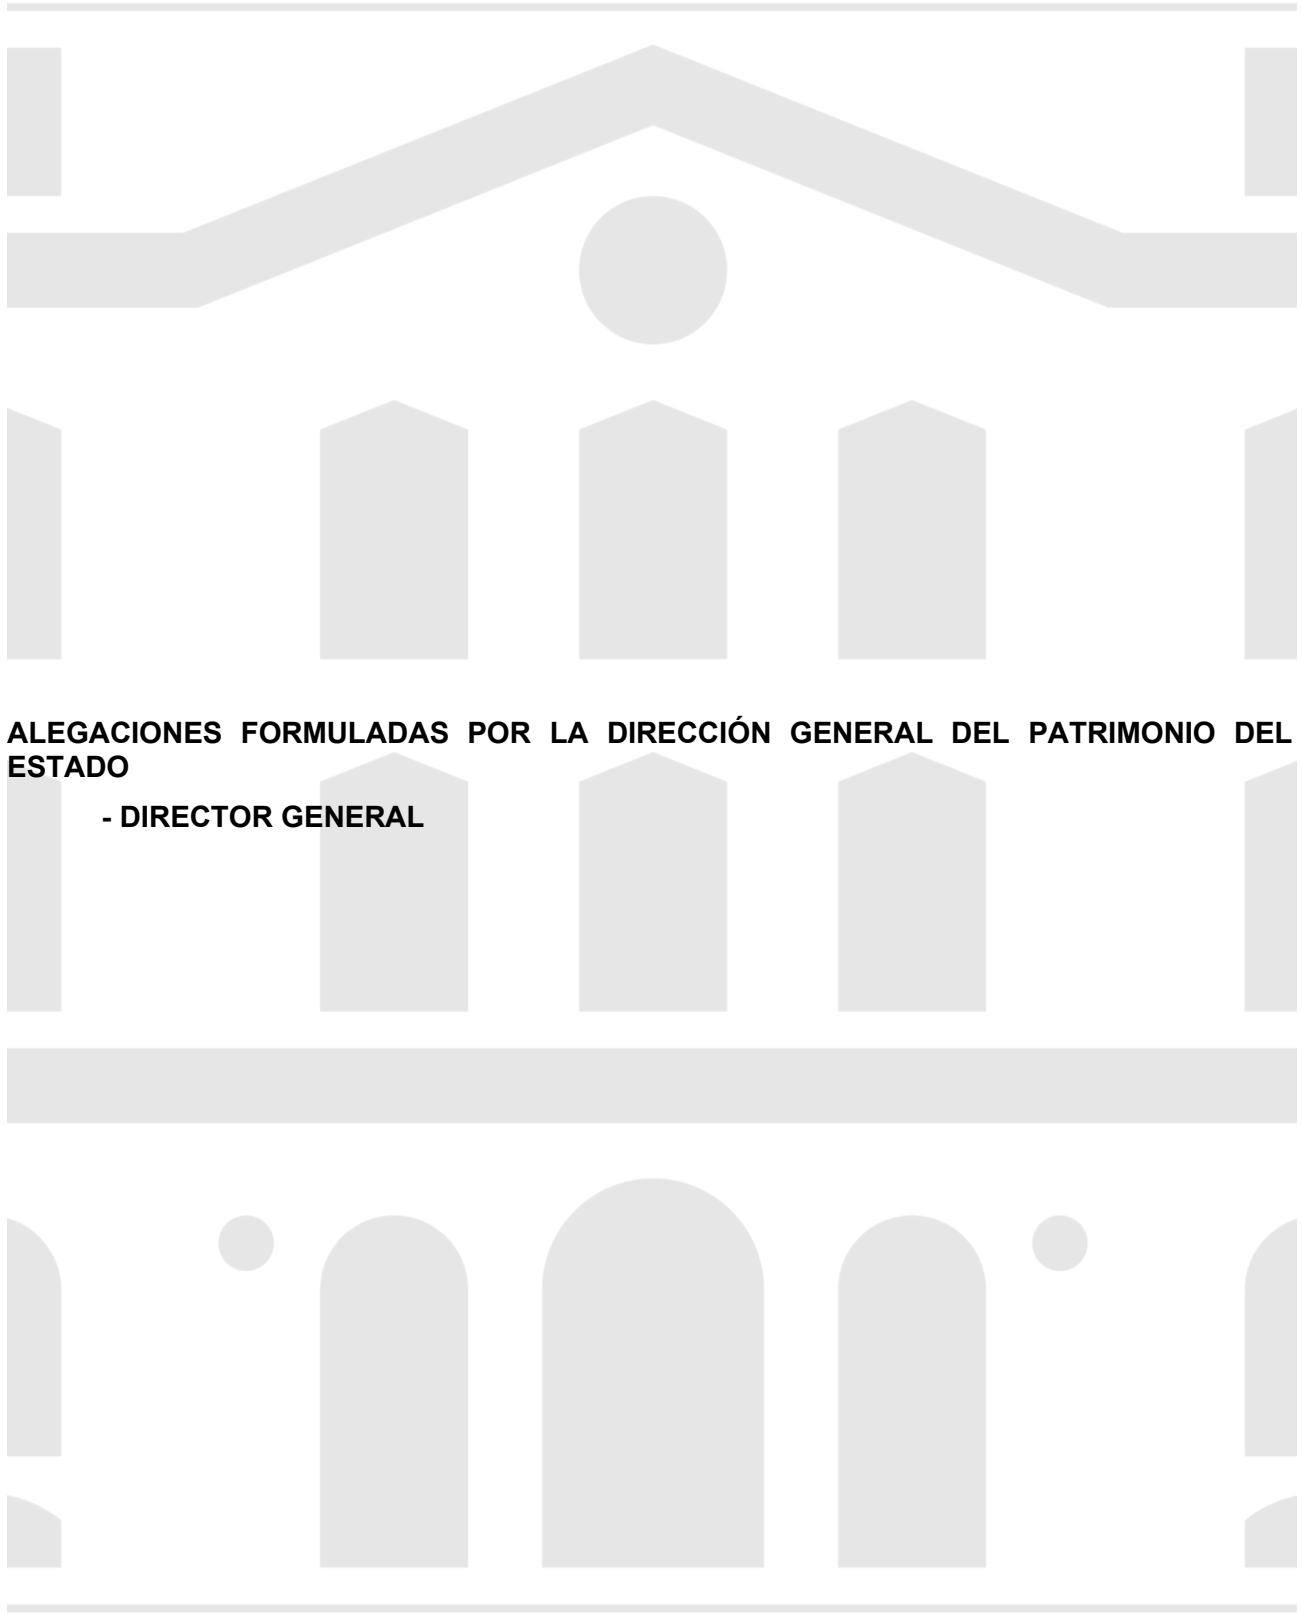 ALEGACIONES FORMULADAS POR LA DIRECCIÓN GENERAL DEL PATRIMONIO DEL
ESTADO
- DIRECTOR GENERAL